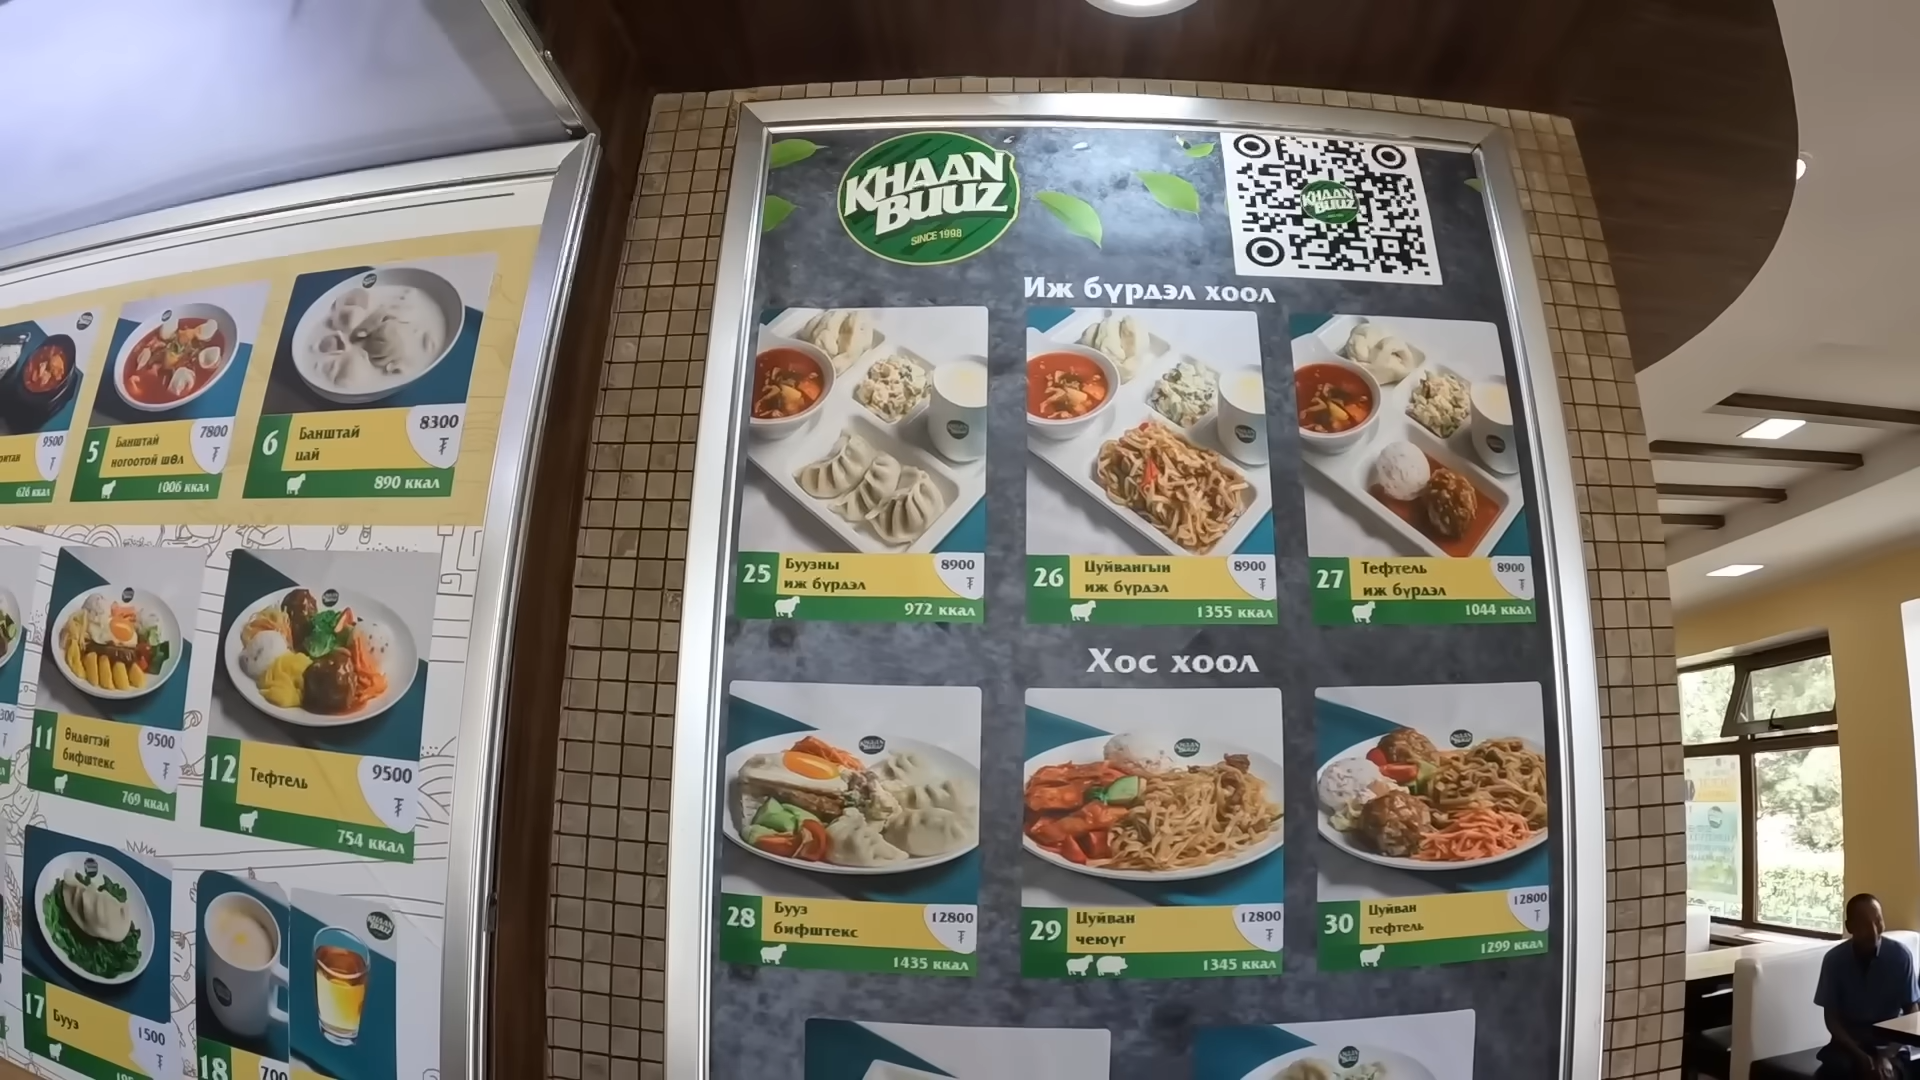 KHAAN
BUUZ
SINCE 1998
KHAAN
BUUZ
Иж бүрдэл хоол
25
Буузны
иж бүрдэл
8900
₮
972 ккал
26
Цуйвангын
иж бүрдэл
8900
₮
1355 ккал
27
Тефтель
иж бүрдэл
8900
₮
1044 ккал
Хос хоол
28
Бууз
бифштекс
12800
₮
1435 ккал
29
Цуйван
чеюүг
12800
₮
1345 ккал
30
Цуйван
тефтель
12800
₮
1299 ккал
9500
₮
626 ккал
5
Банштай
ногоотой шөл
7800
₮
1006 ккал
6
Банштай
цай
8300
₮
890 ккал
11
Өндөгтэй
бифштекс
9500
₮
769 ккал
12
Тефтель
9500
₮
754 ккал
17
Бууз
1500
₮
18
700